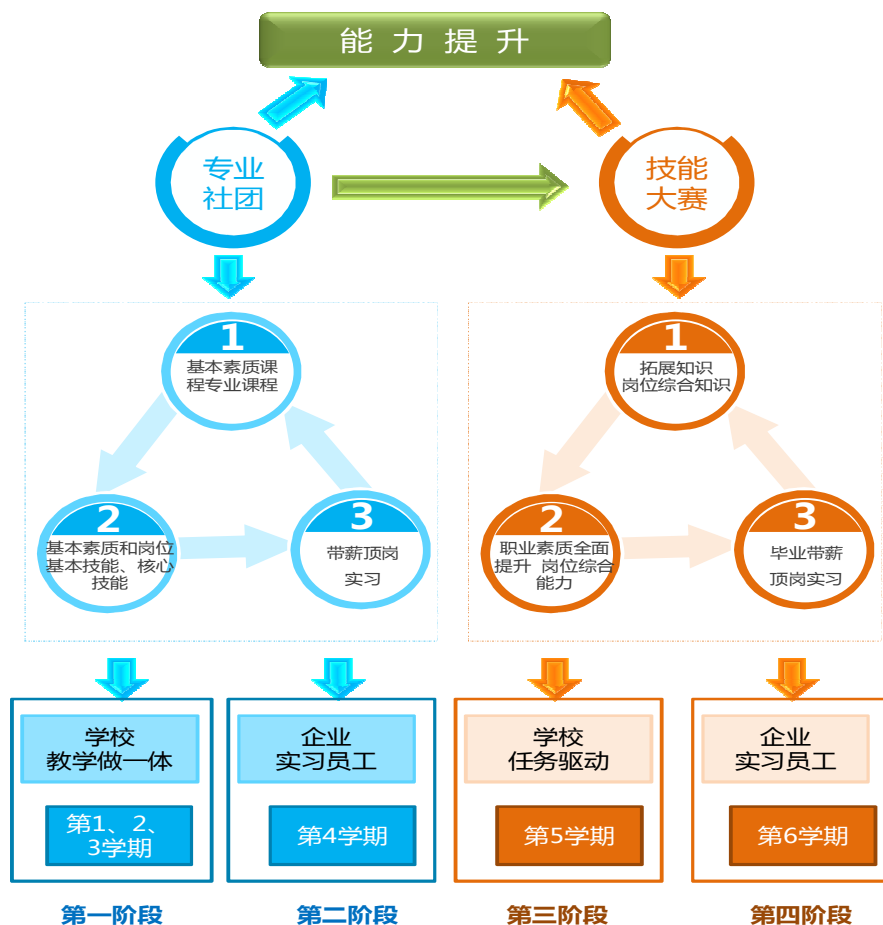 能力提升
专业
社团
技能
大赛
1
基本素质课
程专业课程
2
基本素质和岗位
基本技能、核心
技能
3
带薪顶岗
实习
1
拓展知识
岗位综合知识
2
职业素质全面
提升 岗位综合
能力
3
毕业带薪
顶岗实习
学校
教学做一体
第1、2、
3学期
企业
实习员工
第4学期
学校
任务驱动
第5学期
企业
实习员工
第6学期
第一阶段
第二阶段
第三阶段
第四阶段